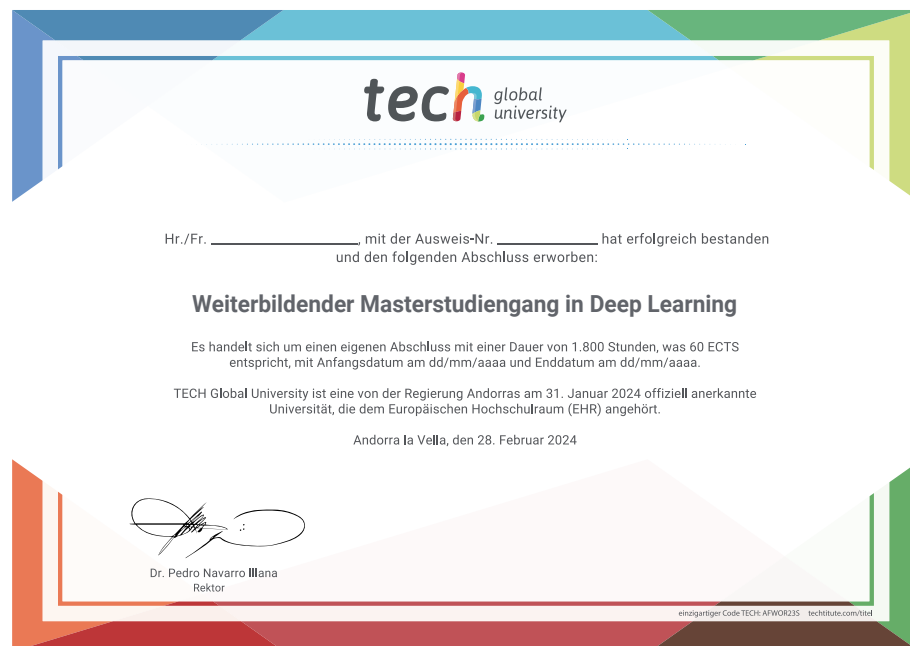 tech global university
Hr./Fr. ______________, mit der Ausweis-Nr. __________ hat erfolgreich bestanden
und den folgenden Abschluss erworben:
Weiterbildender Masterstudiengang in Deep Learning
Es handelt sich um einen eigenen Abschluss mit einer Dauer von 1.800 Stunden, was 60 ECTS
entspricht, mit Anfangsdatum am dd/mm/aaaa und Enddatum am dd/mm/aaaa.
TECH Global University ist eine von der Regierung Andorras am 31. Januar 2024 offiziell anerkannte
Universität, die dem Europäischen Hochschulraum (EHR) angehört.
Andorra la Vella, den 28. Februar 2024
Dr. Pedro Navarro Illana
Rektor
einzigartiger Code TECH: AFWOR23S techtitute.com/titel